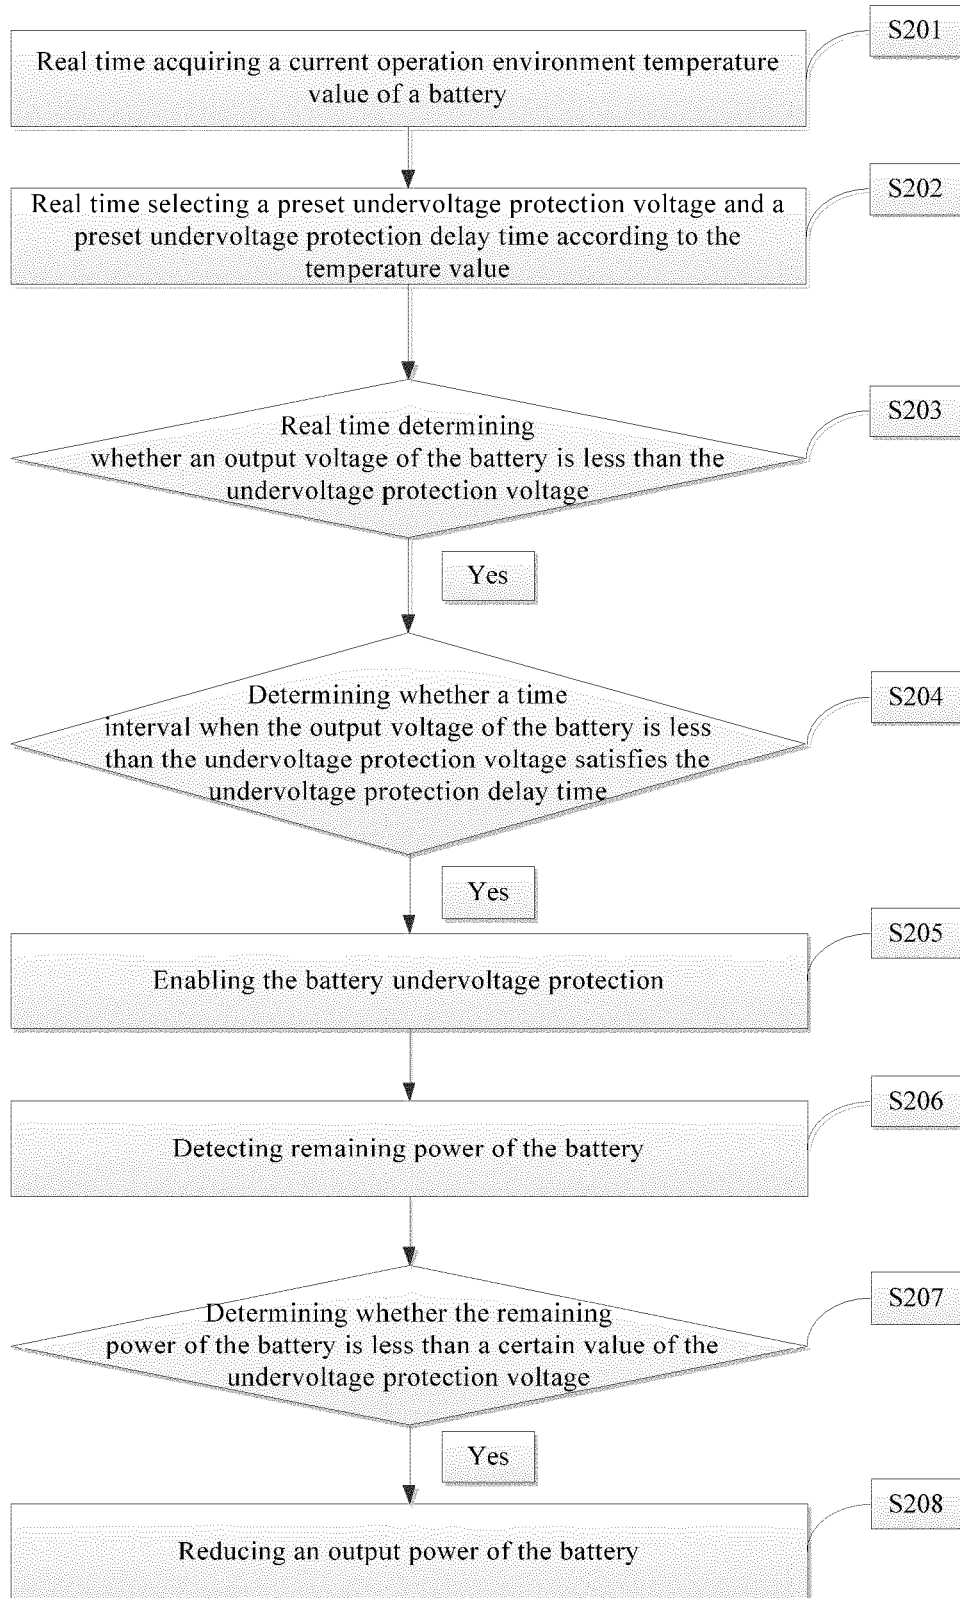 S201
Real time acquiring a current operation environment temperature
value of a battery
S202
Real time selecting a preset undervoltage protection voltage and a
preset undervoltage protection delay time according to the
temperature value
S203
Real time determining
whether an output voltage of the battery is less than the
undervoltage protection voltage
Yes
S204
Determining whether a time
interval when the output voltage of the battery is less
than the undervoltage protection voltage satisfies the
undervoltage protection delay time
Yes
S205
Enabling the battery undervoltage protection
S206
Detecting remaining power of the battery
S207
Determining whether the remaining
power of the battery is less than a certain value of the
undervoltage protection voltage
Yes
S208
Reducing an output power of the battery